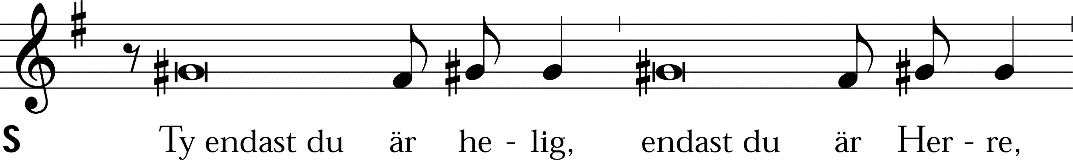 S Ty endast du är he - lig, endast du är Her - re,